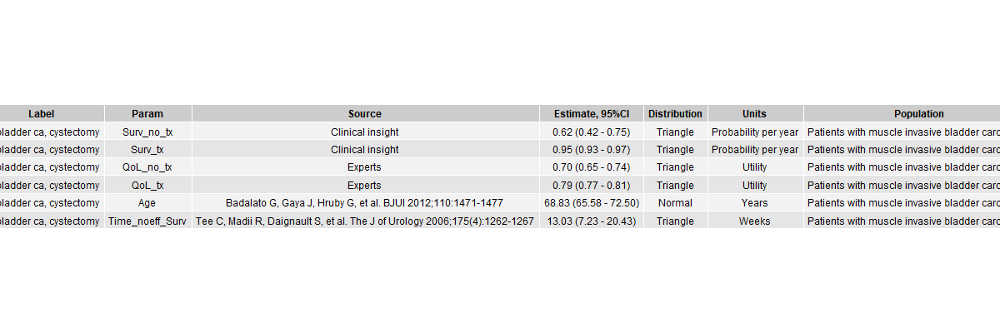 Label Param Source Estimate, 95%CI Distribution Units Population
bladder ca, cystectomy Surv_no_tx Clinical insight 0.62 (0.42 - 0.75) Triangle Probability per year Patients with muscle invasive bladder carc
bladder ca, cystectomy Surv_tx Clinical insight 0.95 (0.93 - 0.97) Triangle Probability per year Patients with muscle invasive bladder carc
bladder ca, cystectomy QoL_no_tx Experts 0.70 (0.65 - 0.74) Triangle Utility Patients with muscle invasive bladder carc
bladder ca, cystectomy QoL_tx Experts 0.79 (0.77 - 0.81) Triangle Utility Patients with muscle invasive bladder carc
bladder ca, cystectomy Age Badalato G, Gaya J, Hruby G, et al. BJUI 2012;110:1471-1477 68.83 (65.58 - 72.50) Normal Years Patients with muscle invasive bladder carc
bladder ca, cystectomy Time_noeff_Surv Tee C, Madii R, Daignault S, et al. The J of Urology 2006;175(4):1262-1267 13.03 (7.23 - 20.43) Triangle Weeks Patients with muscle invasive bladder carc